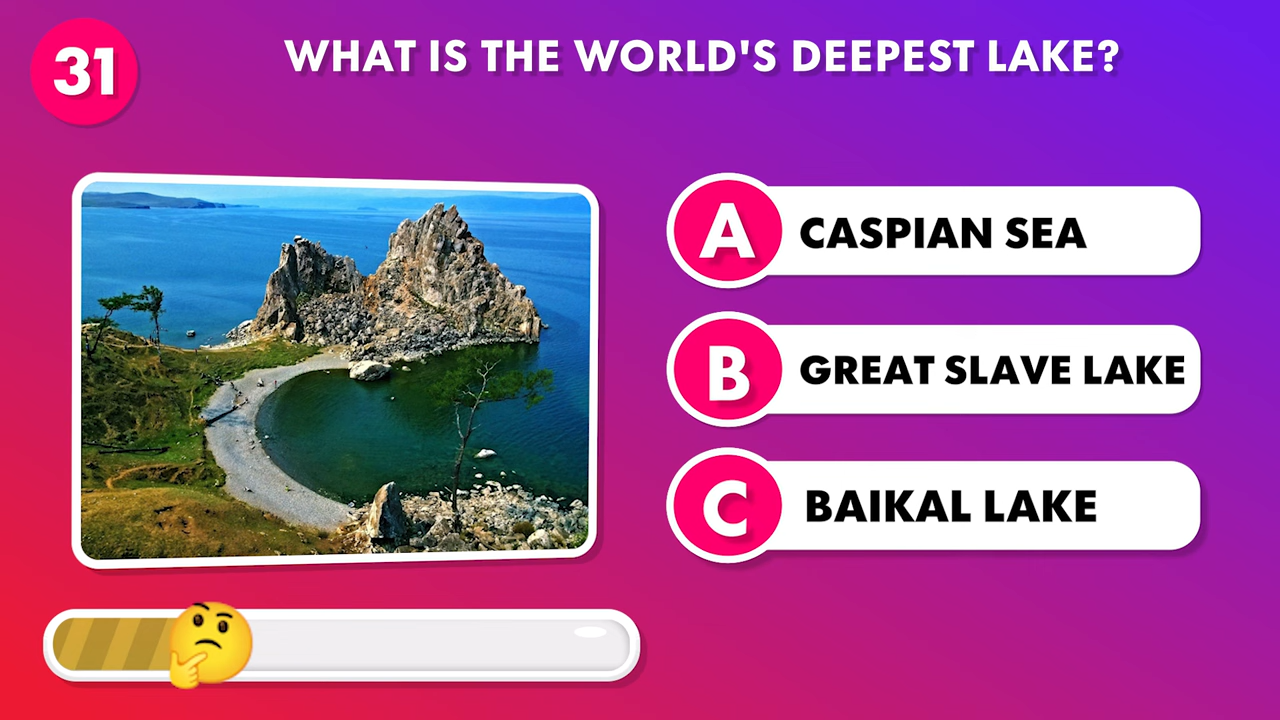 31
WHAT IS THE WORLD'S DEEPEST LAKE?
A CASPIAN SEA
B GREAT SLAVE LAKE
C BAIKAL LAKE